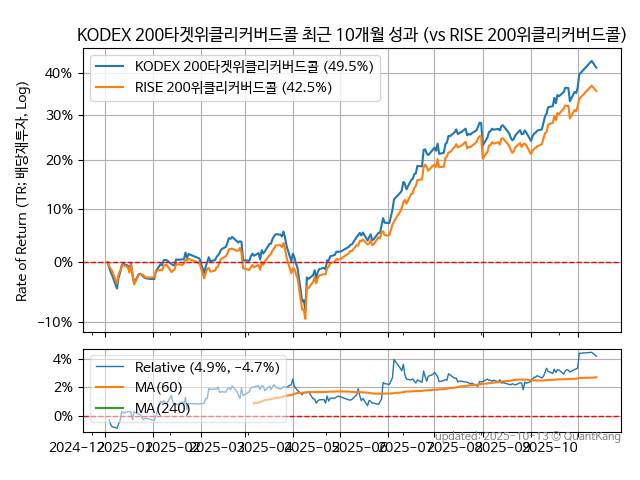 KODEX 200타겟위클리커버드콜 최근 10개월 성과 (vs RISE 200위클리커버드콜)
Rate of Return (TR: 배당재투자, Log)
40%
30%
20%
10%
0%
−10%
KODEX 200타겟위클리커버드콜 (49.5%)
RISE 200위클리커버드콜 (42.5%)
4%
2%
0%
Relative (4.9%, −4.7%)
MA(60)
MA(240)
2024-12 2025-01 2025-02 2025-03 2025-04 2025-05 2025-06 2025-07 2025-08 2025-09 2025-10
updated: 2025-10-13 © QuantKang